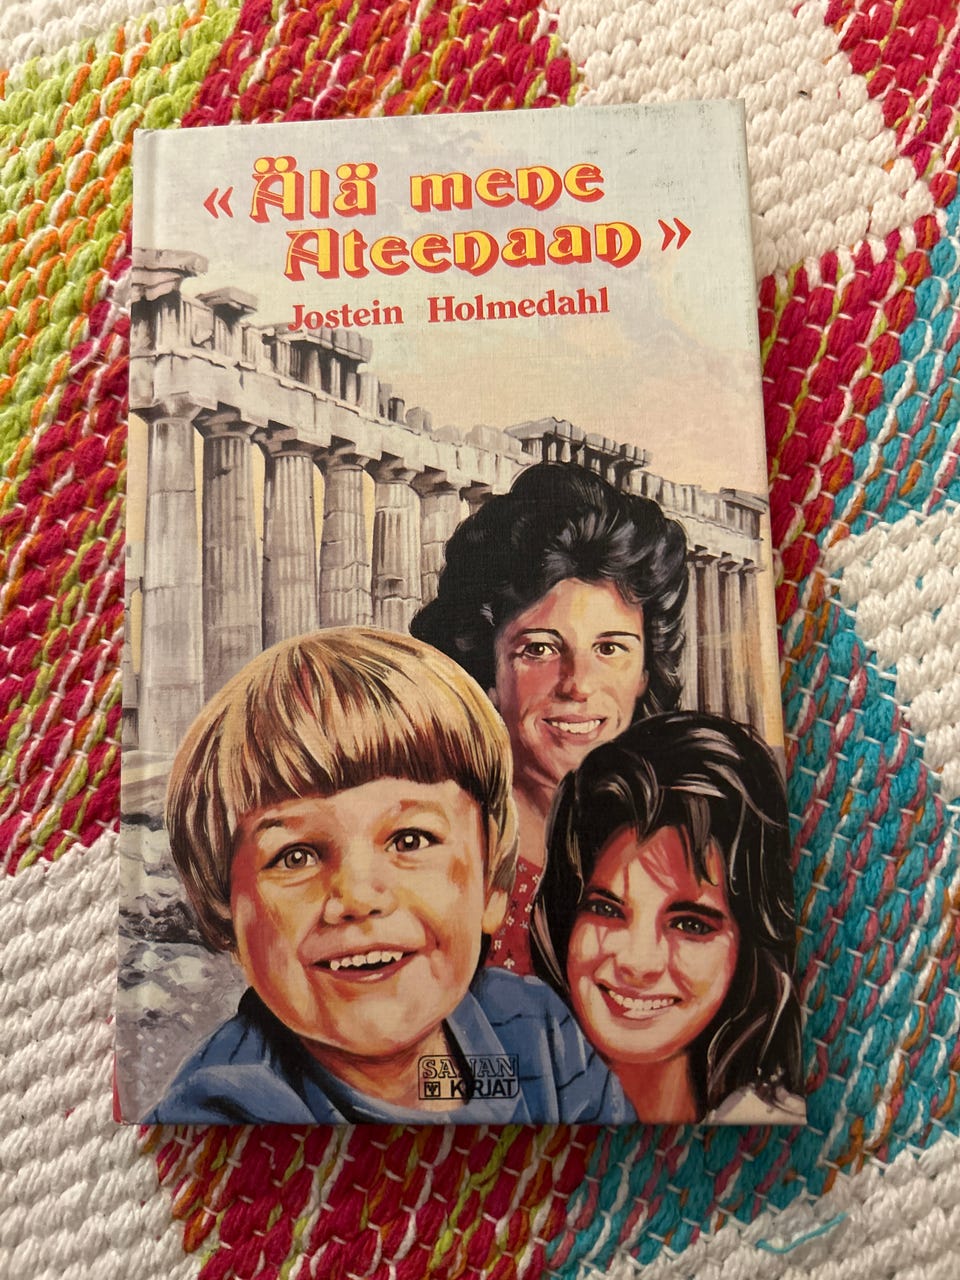 «Älä mene
Ateenaan»
Jostein Holmedahl
SANAN
KIRJAT